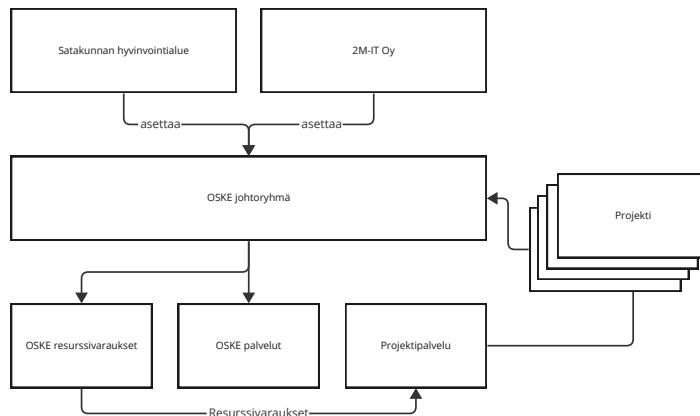 Satakunnan hyvinvointialue
2M-IT Oy
asettaa
asettaa
OSKE johtoryhmä
Projekti
OSKE resurssivaraukset
OSKE palvelut
Projektipalvelu
Resurssivaraukset